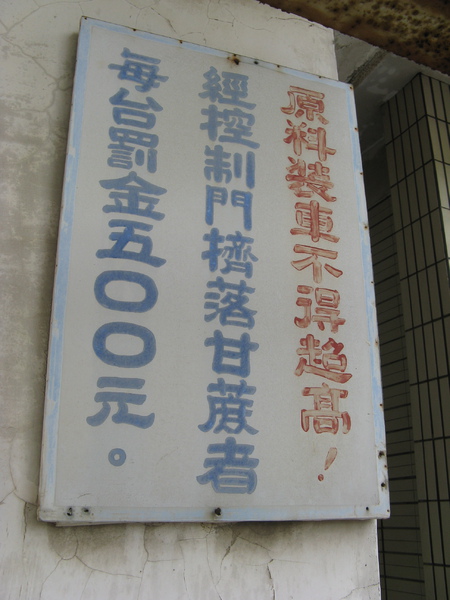 原料裝車不得超高！
經控制門擠落甘蔗者
每台罰金五〇〇元。